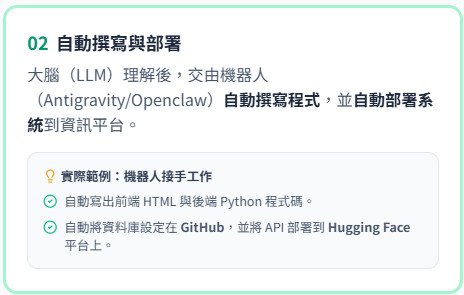 02 自動撰寫與部署
大腦（LLM）理解後，交由機器人
（Antigravity/Openclaw）自動撰寫程式，並自動部署系
統到資訊平台。
實際範例：機器人接手工作
自動寫出前端 HTML 與後端 Python 程式碼。
自動將資料庫設定在 GitHub，並將 API 部署到 Hugging Face
平台上。